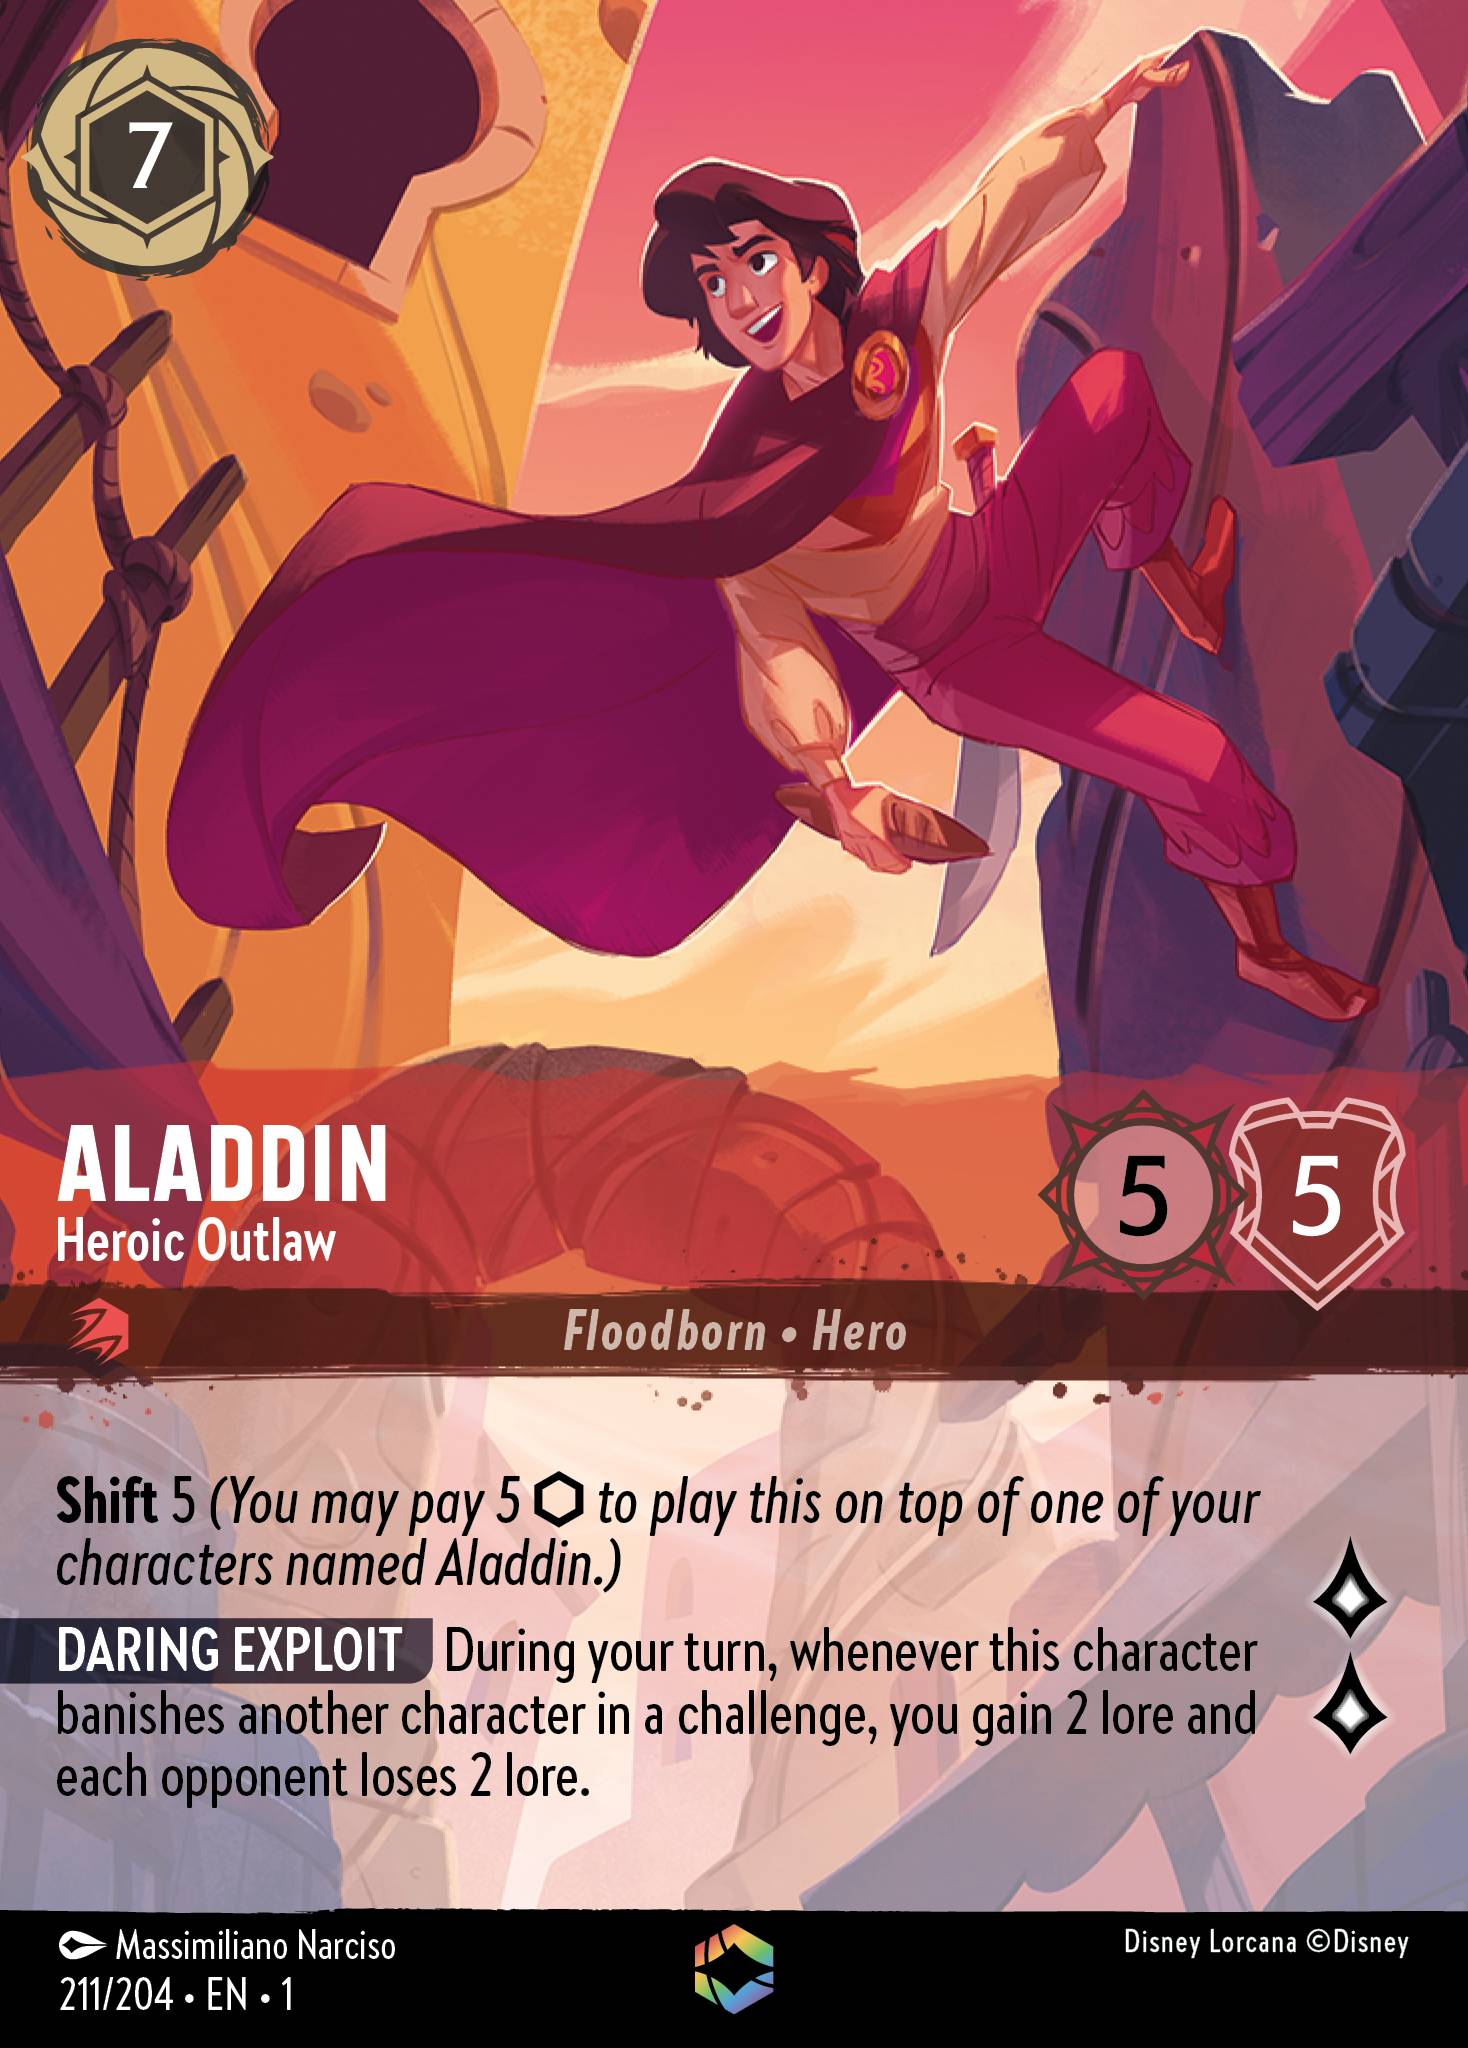 7
ALADDIN
Heroic Outlaw
5 5
Floodborn • Hero
Shift 5 (You may pay 5 ⬡ to play this on top of one of your
characters named Aladdin.)
DARING EXPLOIT During your turn, whenever this character
banishes another character in a challenge, you gain 2 lore and
each opponent loses 2 lore.
Massimiliano Narciso
Disney Lorcana ©Disney
211/204 • EN • 1